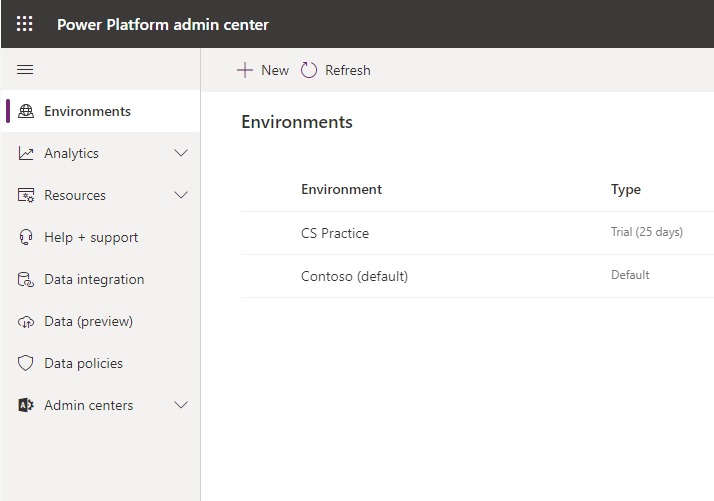 Power Platform admin center
New Refresh
Environments
Analytics
Resources
Help + support
Data integration
Data (preview)
Data policies
Admin centers
Environments
Environment Type
CS Practice Trial (25 days)
Contoso (default) Default